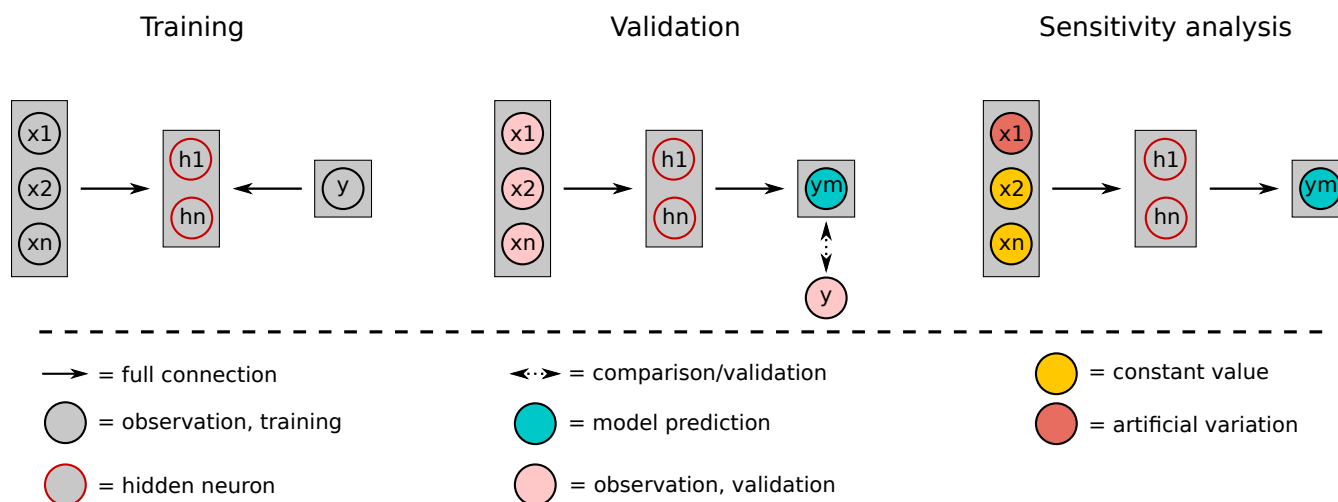 Training
Validation
Sensitivity analysis
x1
x2
xn
h1
hn
y
x1
x2
xn
h1
hn
ym
y
x1
x2
xn
h1
hn
ym
= full connection
= observation, training
= hidden neuron
= comparison/validation
= model prediction
= observation, validation
= constant value
= artificial variation